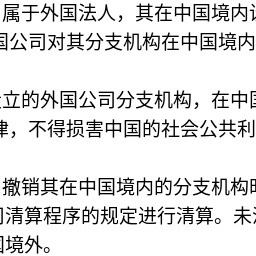 属于外国法人，其在中国境内
国公司对其分支机构在中国境内
立的外国公司分支机构，在中
律，不得损害中国的社会公共利
撤销其在中国境内的分支机构
清算程序的规定进行清算。未
境外。